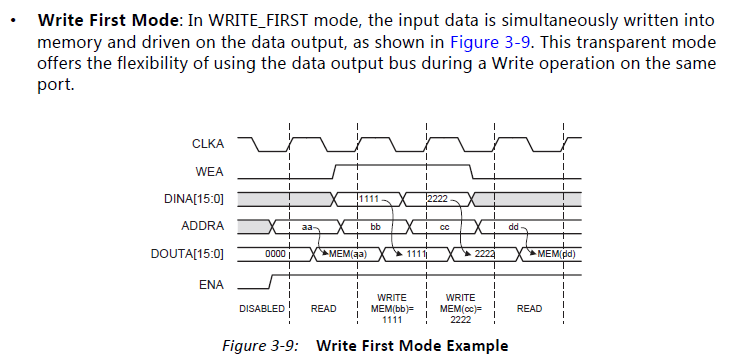 • Write First Mode: In WRITE_FIRST mode, the input data is simultaneously written into
memory and driven on the data output, as shown in Figure 3-9. This transparent mode
offers the flexibility of using the data output bus during a Write operation on the same
port.
CLKA
WEA
DINA[15:0] 1111 2222
ADDRA aa bb cc dd
DOUTA[15:0] 0000 MEM(aa) 1111 2222 MEM(dd)
ENA
DISABLED READ WRITE MEM(bb)= 1111 WRITE MEM(cc)= 2222 READ
Figure 3-9: Write First Mode Example